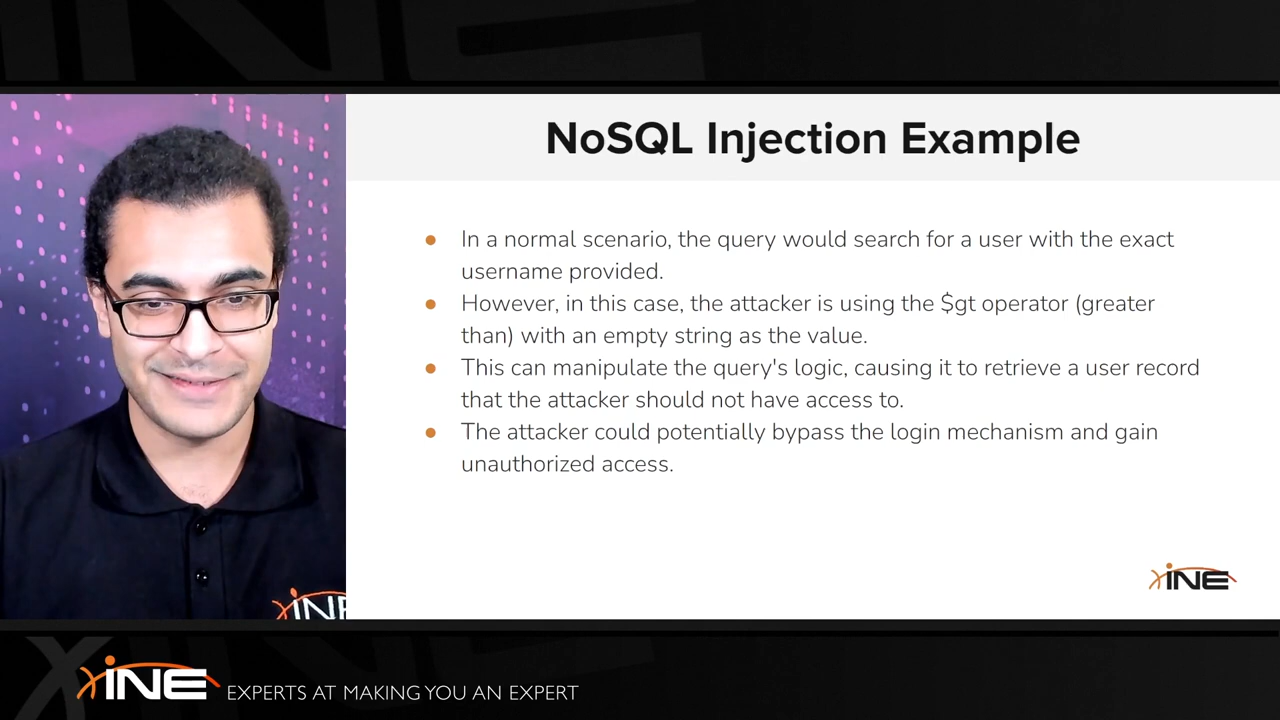 NoSQL Injection Example
● In a normal scenario, the query would search for a user with the exact
username provided.
● However, in this case, the attacker is using the $gt operator (greater
than) with an empty string as the value.
● This can manipulate the query's logic, causing it to retrieve a user record
that the attacker should not have access to.
● The attacker could potentially bypass the login mechanism and gain
unauthorized access.
INE
INE
INE EXPERTS AT MAKING YOU AN EXPERT